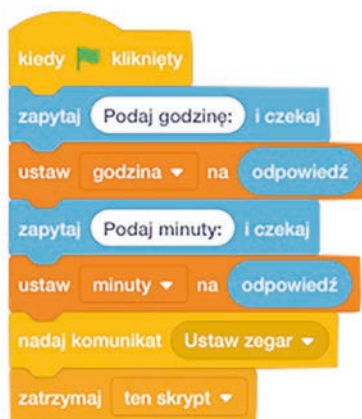 kiedy kliknięty
zapytaj Podaj godzinę: i czekaj
ustaw godzina na odpowiedź
zapytaj Podaj minuty: i czekaj
ustaw minuty na odpowiedź
nadaj komunikat Ustaw zegar
zatrzymaj ten skrypt